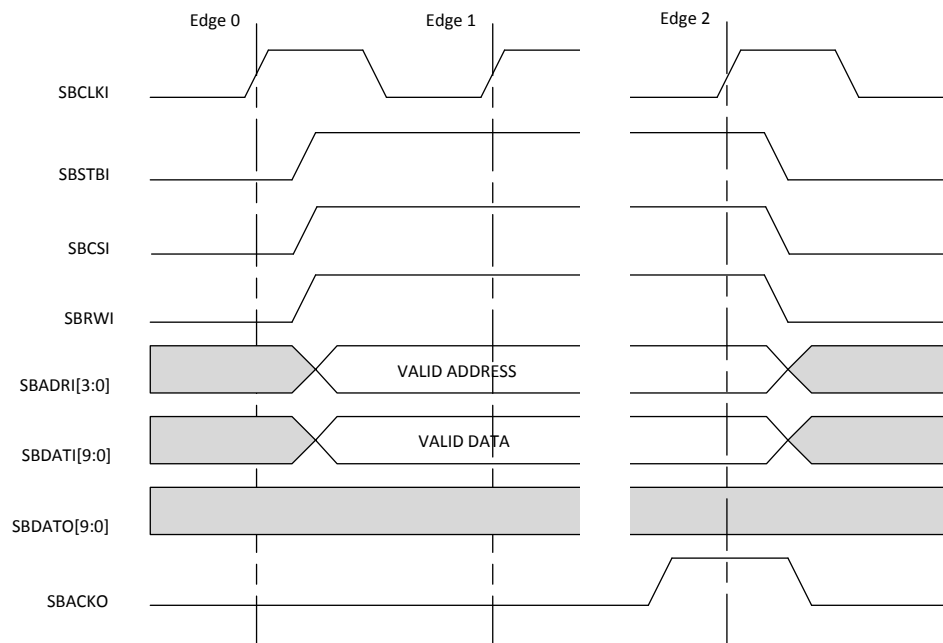 Edge 0
Edge 1
Edge 2
SBCLKI
SBSTBI
SBCSI
SBRWI
SBADRI[3:0]
VALID ADDRESS
SBDATI[9:0]
VALID DATA
SBDATO[9:0]
SBACKO